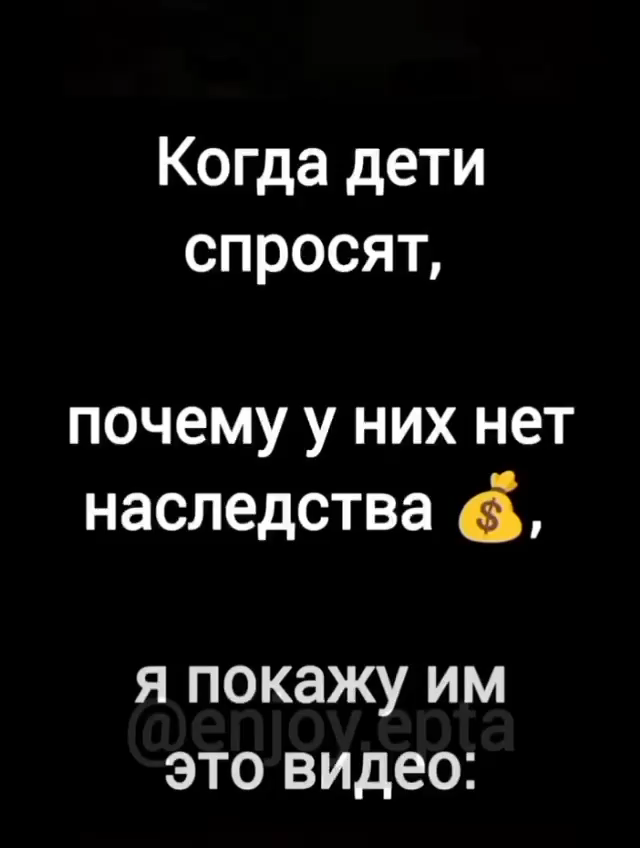 Когда дети
спросят,
почему у них нет
наследства 💰,
я покажу им
@enjoy.epta
это видео: